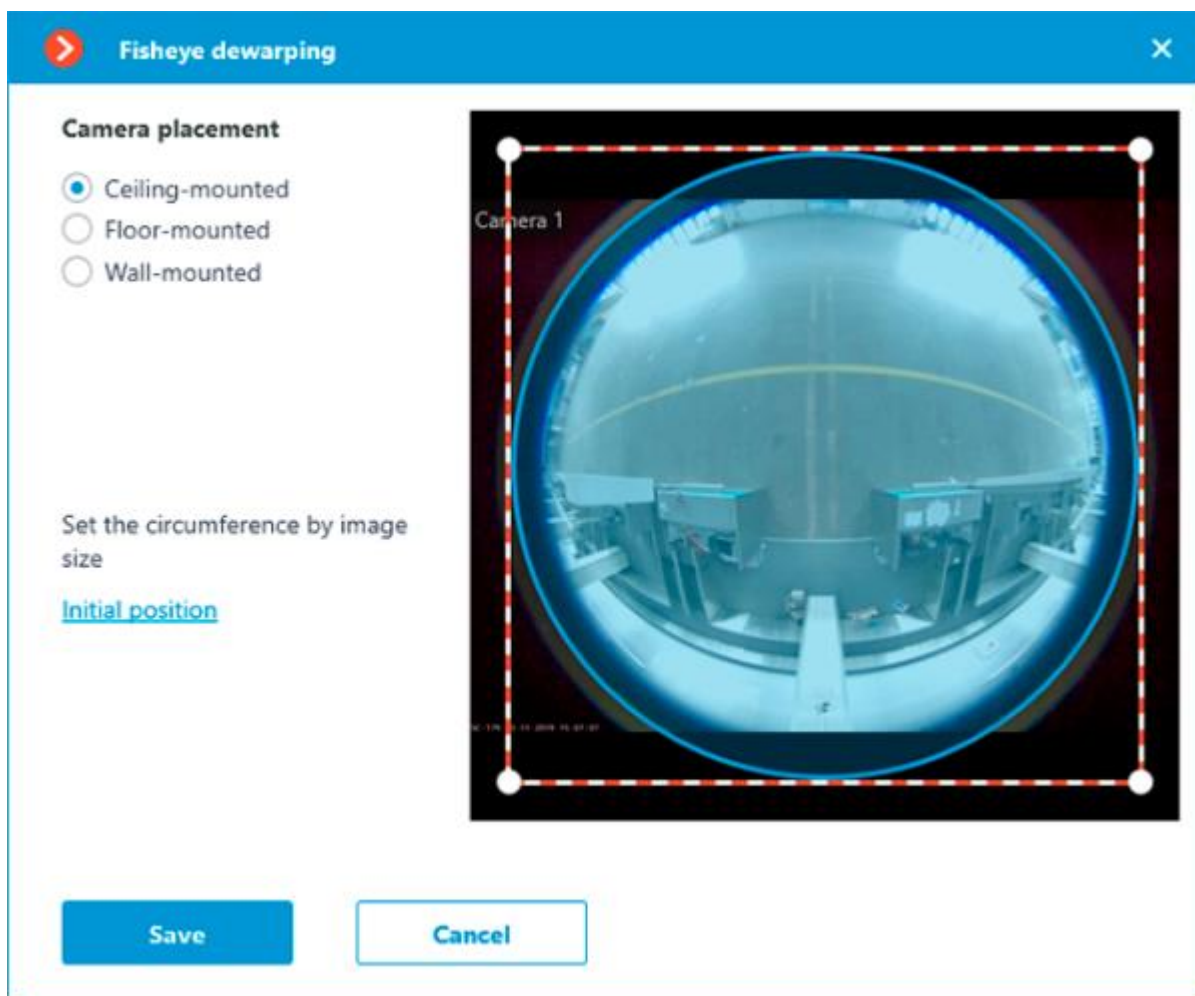 Fisheye dewarping
Camera placement
Ceiling-mounted
Floor-mounted
Wall-mounted
Camera 1
Set the circumference by image
size
Initial position
Save
Cancel